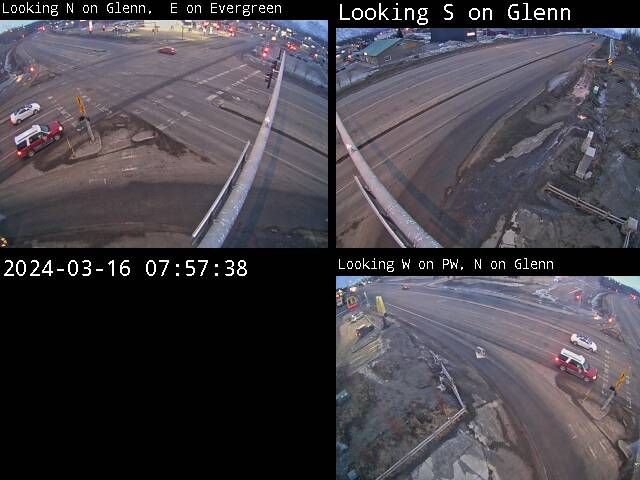 Looking N on Glenn, E on Evergreen
Looking S on Glenn
2024-03-16 07:57:38
Looking W on PW, N on Glenn